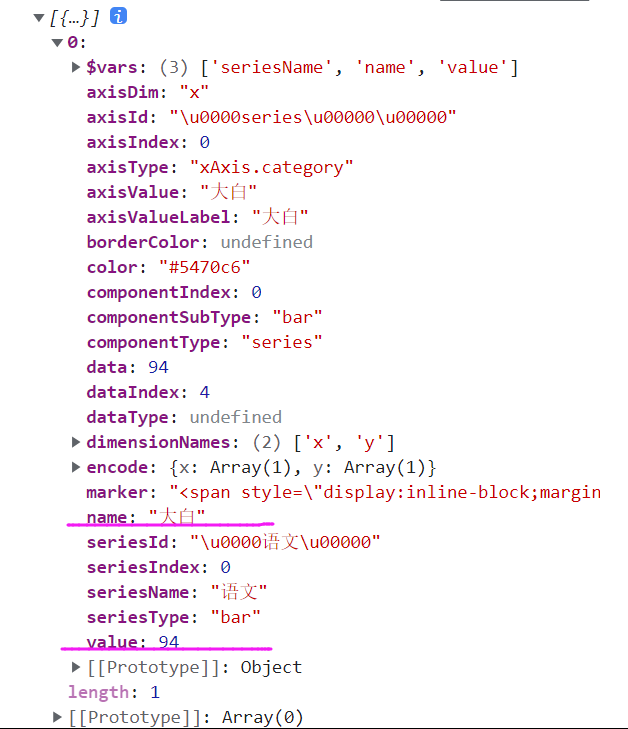 [{…}] i
0:
$vars: (3) ['seriesName', 'name', 'value']
axisDim: "x"
axisId: "\u0000series\u00000\u00000"
axisIndex: 0
axisType: "xAxis.category"
axisValue: "大白"
axisValueLabel: "大白"
borderColor: undefined
color: "#5470c6"
componentIndex: 0
componentSubType: "bar"
componentType: "series"
data: 94
dataIndex: 4
dataType: undefined
dimensionNames: (2) ['x', 'y']
encode: {x: Array(1), y: Array(1)}
marker: "<span style=\"display:inline-block;margin
name: "大白"
seriesId: "\u0000语文\u00000"
seriesIndex: 0
seriesName: "语文"
seriesType: "bar"
value: 94
[[Prototype]]: Object
length: 1
[[Prototype]]: Array(0)